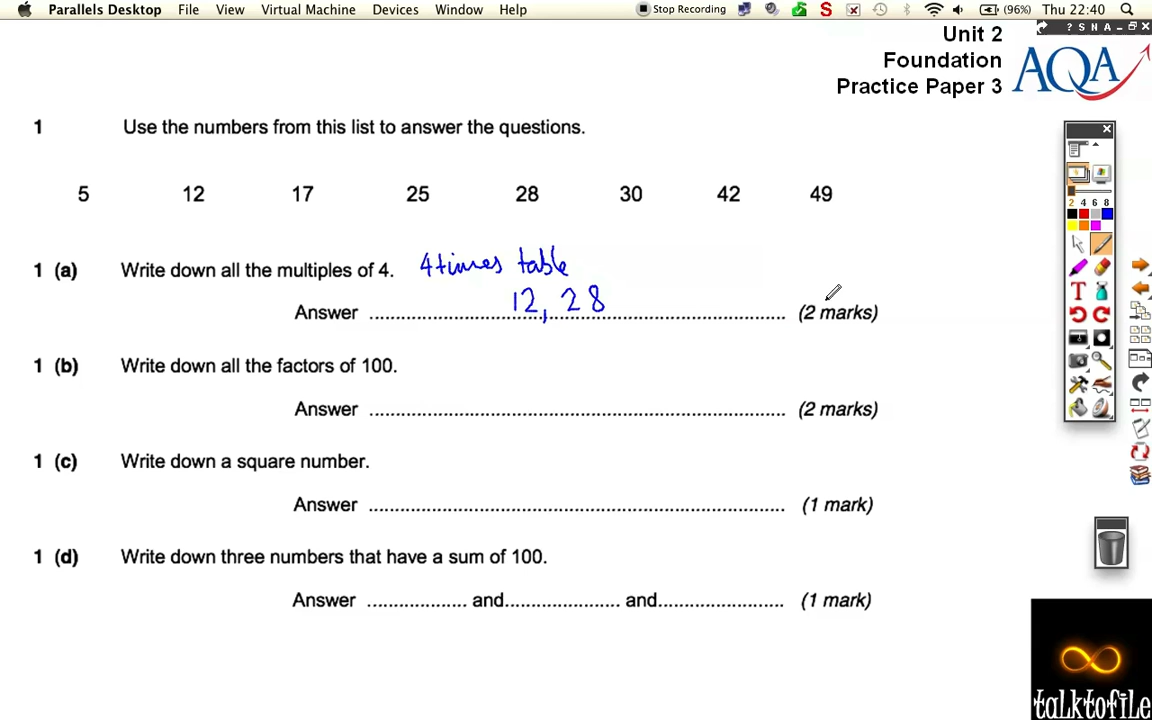 Parallels Desktop File View Virtual Machine Devices Window Help Stop Recording S (96%) Thu 22:40
? S N A
Unit 2
Foundation
Practice Paper 3
AQA
1 Use the numbers from this list to answer the questions.
5 12 17 25 28 30 42 49
1 (a) Write down all the multiples of 4. 4 times table
Answer ........ 12, 28 ........ (2 marks)
1 (b) Write down all the factors of 100.
Answer ................ (2 marks)
1 (c) Write down a square number.
Answer ................ (1 mark)
1 (d) Write down three numbers that have a sum of 100.
Answer ........ and ........ and ........ (1 mark)
2 4 6 8
T
talktofile